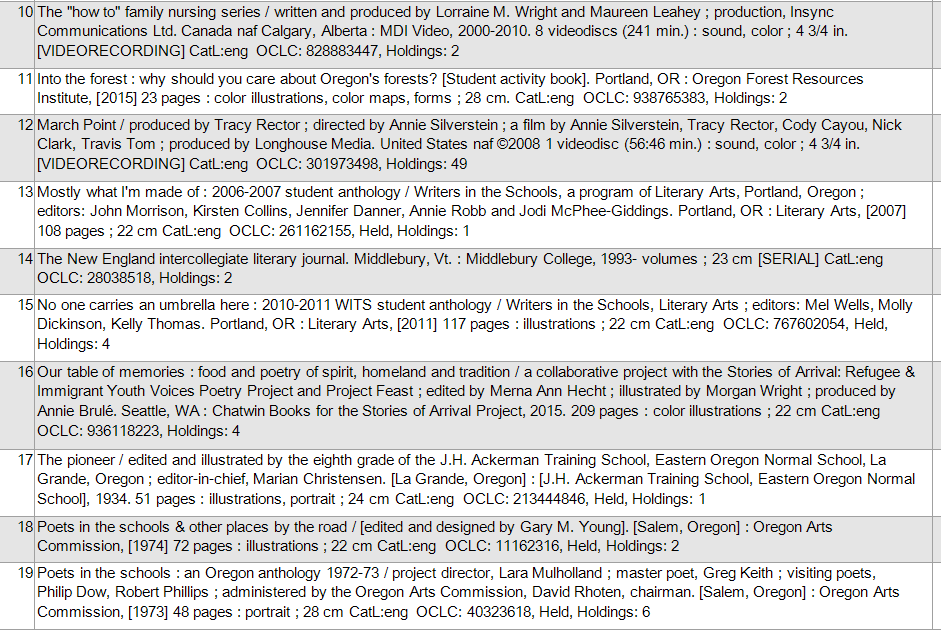 10 The "how to" family nursing series / written and produced by Lorraine M. Wright and Maureen Leahey ; production, Insync
Communications Ltd. Canada naf Calgary, Alberta : MDI Video, 2000-2010. 8 videodiscs (241 min.) : sound, color ; 4 3/4 in.
[VIDEORECORDING] CatL:eng  OCLC: 828883447, Holdings: 2
11 Into the forest : why should you care about Oregon's forests? [Student activity book]. Portland, OR : Oregon Forest Resources
Institute, [2015] 23 pages : color illustrations, color maps, forms ; 28 cm. CatL:eng  OCLC: 938765383, Holdings: 2
12 March Point / produced by Tracy Rector ; directed by Annie Silverstein ; a film by Annie Silverstein, Tracy Rector, Cody Cayou, Nick
Clark, Travis Tom ; produced by Longhouse Media. United States naf ©2008 1 videodisc (56:46 min.) : sound, color ; 4 3/4 in.
[VIDEORECORDING] CatL:eng  OCLC: 301973498, Holdings: 49
13 Mostly what I'm made of : 2006-2007 student anthology / Writers in the Schools, a program of Literary Arts, Portland, Oregon ;
editors: John Morrison, Kirsten Collins, Jennifer Danner, Annie Robb and Jodi McPhee-Giddings. Portland, OR : Literary Arts, [2007]
108 pages ; 22 cm CatL:eng  OCLC: 261162155, Held, Holdings: 1
14 The New England intercollegiate literary journal. Middlebury, Vt. : Middlebury College, 1993- volumes ; 23 cm [SERIAL] CatL:eng
OCLC: 28038518, Holdings: 2
15 No one carries an umbrella here : 2010-2011 WITS student anthology / Writers in the Schools, Literary Arts ; editors: Mel Wells, Molly
Dickinson, Kelly Thomas. Portland, OR : Literary Arts, [2011] 117 pages : illustrations ; 22 cm CatL:eng  OCLC: 767602054, Held,
Holdings: 4
16 Our table of memories : food and poetry of spirit, homeland and tradition / a collaborative project with the Stories of Arrival: Refugee &
Immigrant Youth Voices Poetry Project and Project Feast ; edited by Merna Ann Hecht ; illustrated by Morgan Wright ; produced by
Annie Brulé. Seattle, WA : Chatwin Books for the Stories of Arrival Project, 2015. 209 pages : color illustrations ; 22 cm CatL:eng
OCLC: 936118223, Holdings: 4
17 The pioneer / edited and illustrated by the eighth grade of the J.H. Ackerman Training School, Eastern Oregon Normal School, La
Grande, Oregon ; editor-in-chief, Marian Christensen. [La Grande, Oregon] : [J.H. Ackerman Training School, Eastern Oregon Normal
School], 1934. 51 pages : illustrations, portrait ; 24 cm CatL:eng  OCLC: 213444846, Held, Holdings: 1
18 Poets in the schools & other places by the road / [edited and designed by Gary M. Young]. [Salem, Oregon] : Oregon Arts
Commission, [1974] 72 pages : illustrations ; 22 cm CatL:eng  OCLC: 11162316, Held, Holdings: 2
19 Poets in the schools : an Oregon anthology 1972-73 / project director, Lara Mulholland ; master poet, Greg Keith ; visiting poets,
Philip Dow, Robert Phillips ; administered by the Oregon Arts Commission, David Rhoten, chairman. [Salem, Oregon] : Oregon Arts
Commission, [1973] 48 pages : portrait ; 28 cm CatL:eng  OCLC: 40323618, Held, Holdings: 6